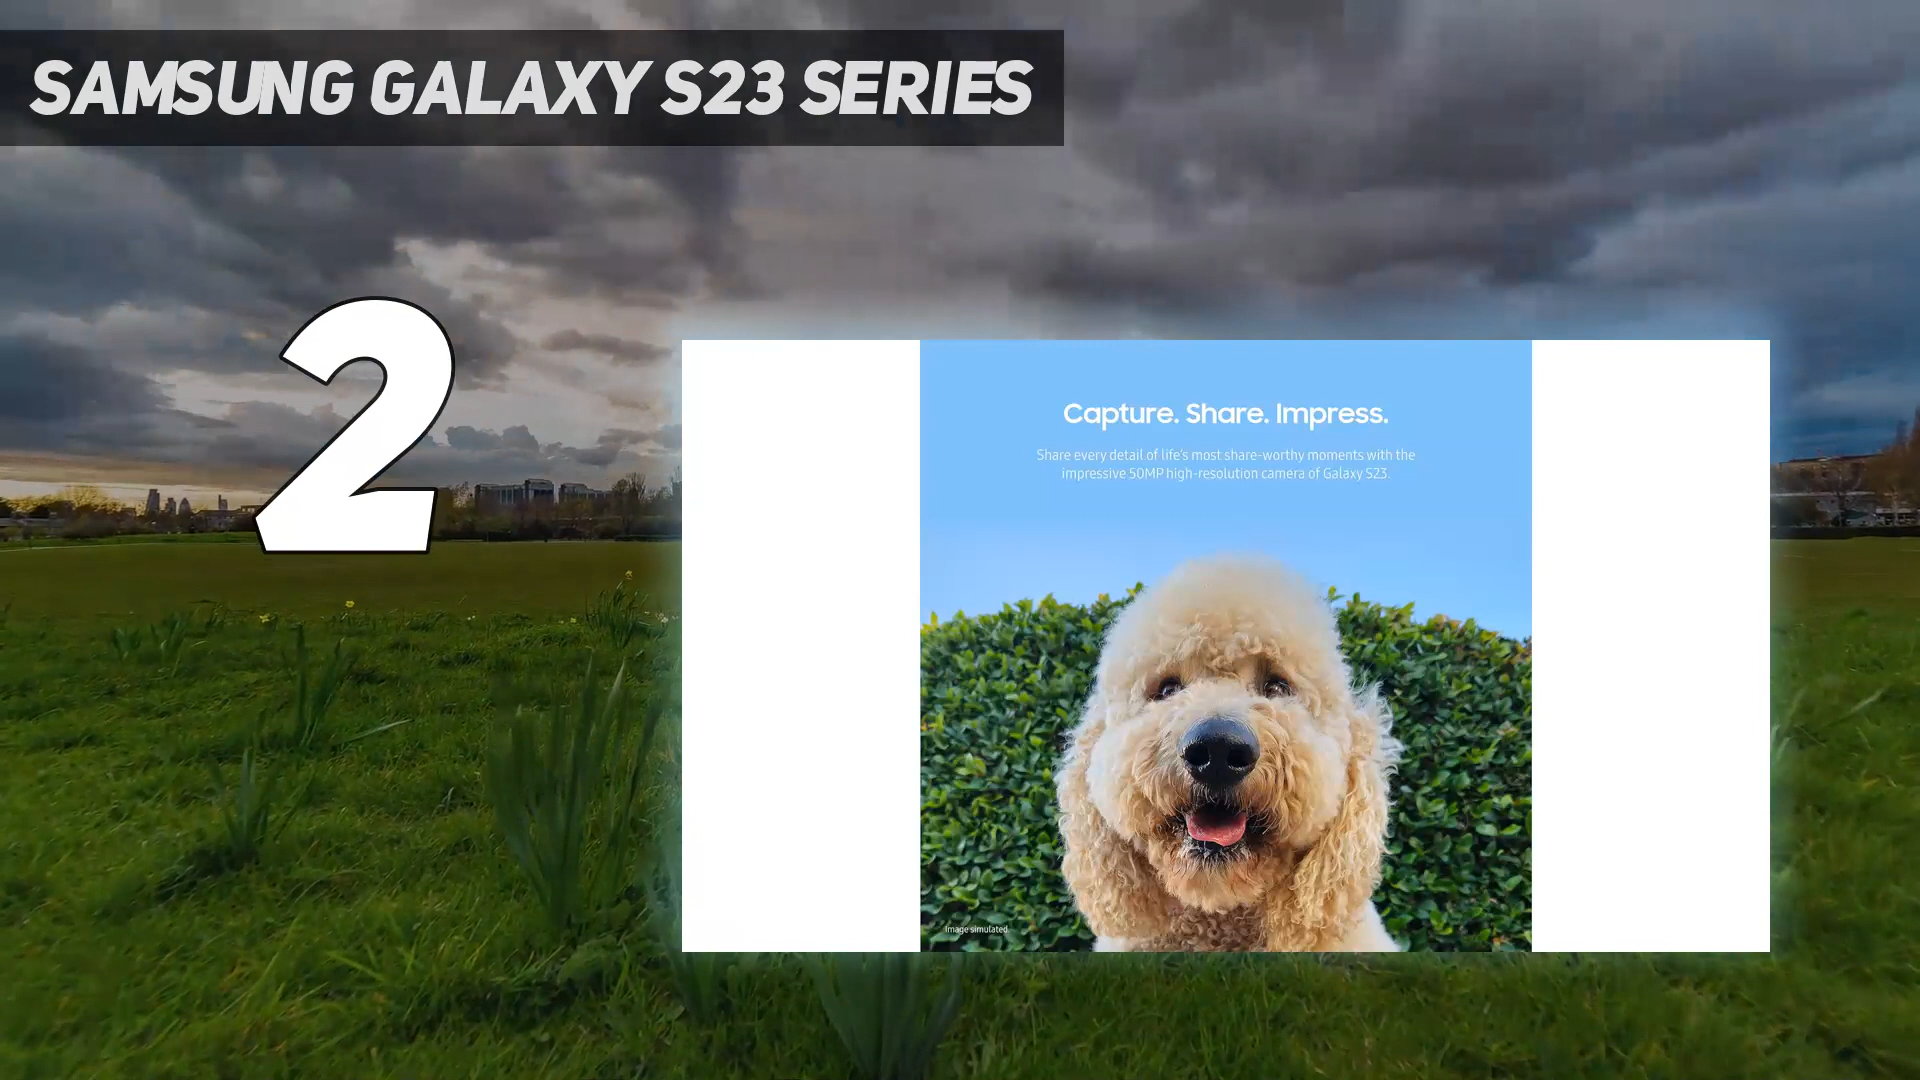 SAMSUNG GALAXY S23 SERIES
2
Capture. Share. Impress.
Share every detail of life's most share-worthy moments with the
impressive 50MP high-resolution camera of Galaxy S23.
Image simulated